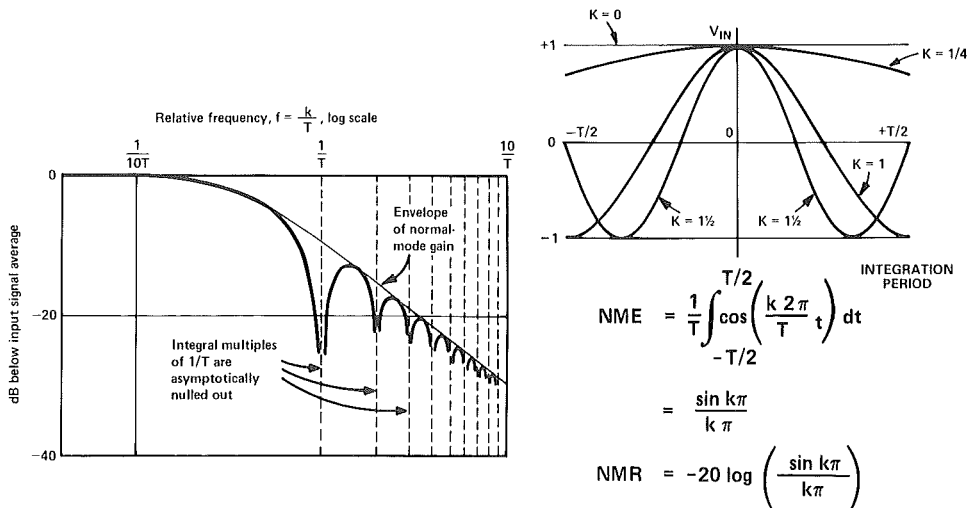 Relative frequency, f = k/T, log scale
1/10T
1/T
10/T
0
-20
-40
dB below input signal average
Envelope
of normal-
mode gain
Integral multiples
of 1/T are
asymptotically
nulled out
K = 0
V_IN
+1
K = 1/4
0
−T/2
0
+T/2
K = 1
K = 1½
K = 1½
−1
INTEGRATION
PERIOD
NME = 1/T ∫_{-T/2}^{T/2} cos(k 2π/T t) dt
= sin kπ / k π
NMR = -20 log (sin kπ / kπ)